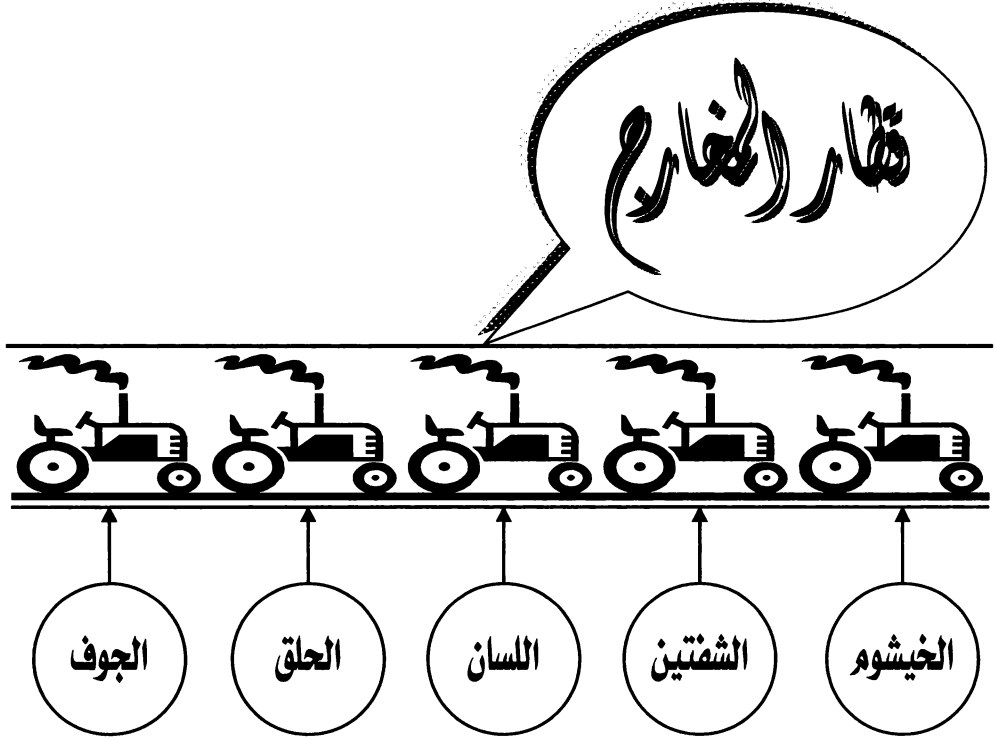 قطار المخارج
الخيشوم
الشفتين
اللسان
الحلق
الجوف